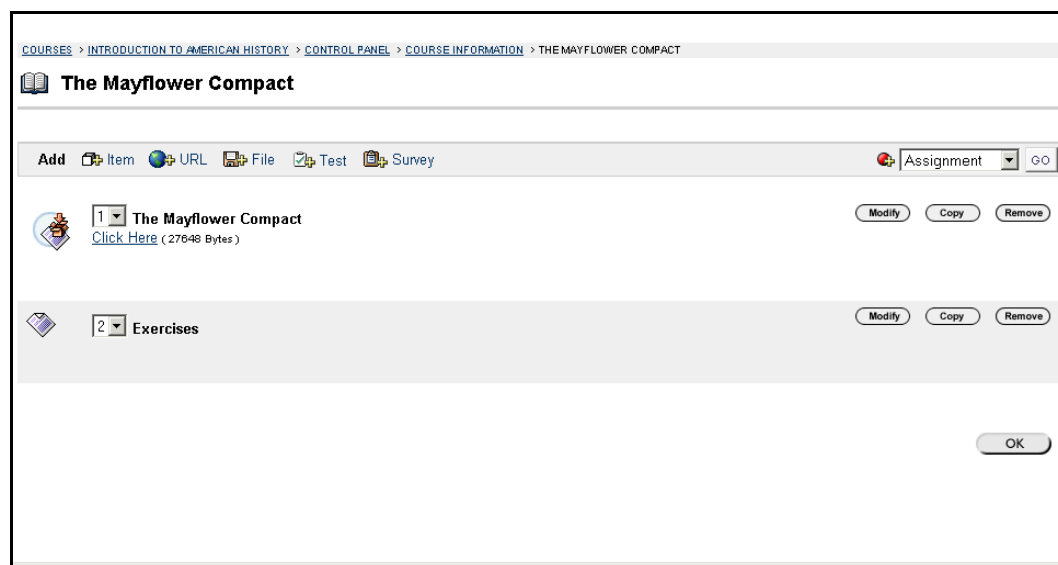 COURSES > INTRODUCTION TO AMERICAN HISTORY > CONTROL PANEL > COURSE INFORMATION > THE MAYFLOWER COMPACT
The Mayflower Compact
Add Item URL File Test Survey Assignment GO
1 The Mayflower Compact Modify Copy Remove
Click Here (27648 Bytes)
2 Exercises Modify Copy Remove
OK